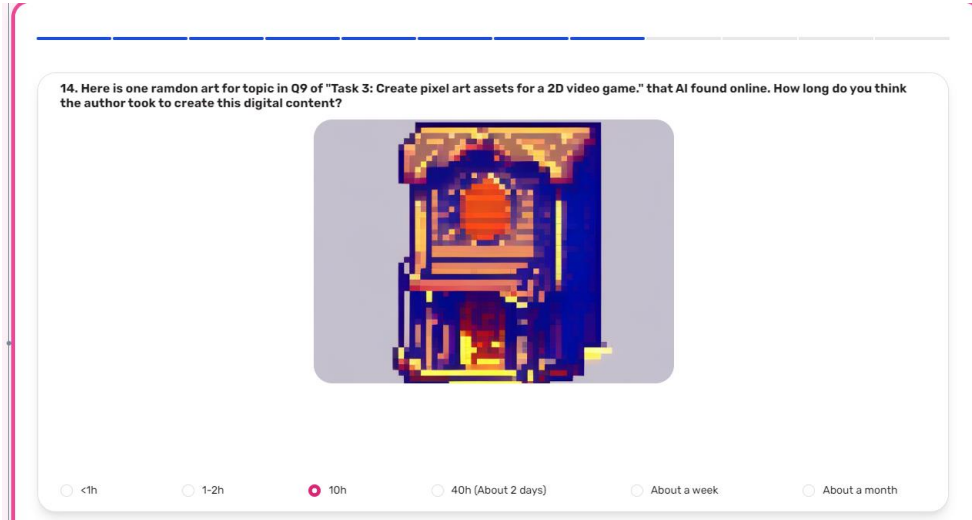 14. Here is one ramdon art for topic in Q9 of "Task 3: Create pixel art assets for a 2D video game." that AI found online. How long do you think
the author took to create this digital content?
<1h 1-2h 10h 40h (About 2 days) About a week About a month